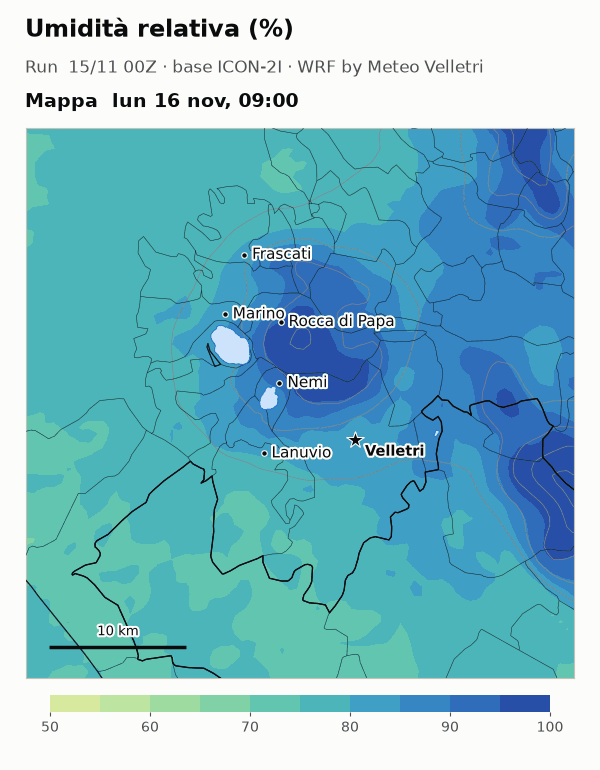 Umidità relativa (%)
Run  15/11 00Z · base ICON-2I · WRF by Meteo Velletri
Mappa  lun 16 nov, 09:00
Frascati
Marino
Rocca di Papa
Nemi
Velletri
Lanuvio
10 km
50 60 70 80 90 100